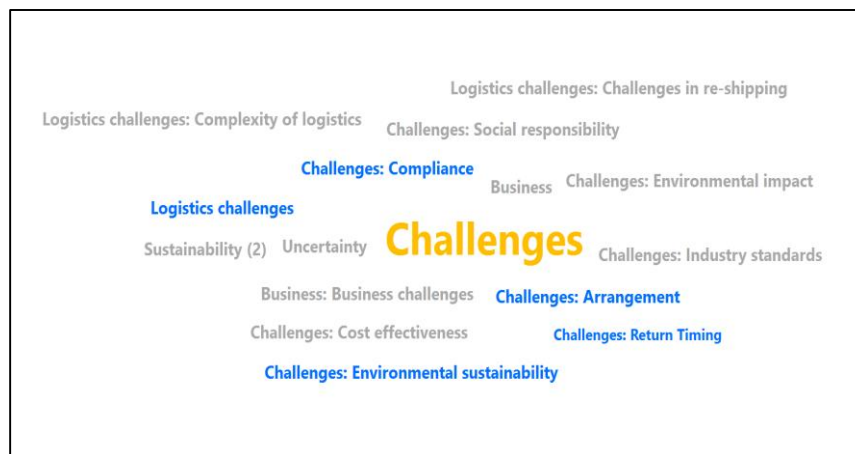 Logistics challenges: Challenges in re-shipping
Logistics challenges: Complexity of logistics
Challenges: Social responsibility
Challenges: Compliance
Business
Challenges: Environmental impact
Logistics challenges
Sustainability (2)
Uncertainty
Challenges
Challenges: Industry standards
Business: Business challenges
Challenges: Arrangement
Challenges: Cost effectiveness
Challenges: Return Timing
Challenges: Environmental sustainability